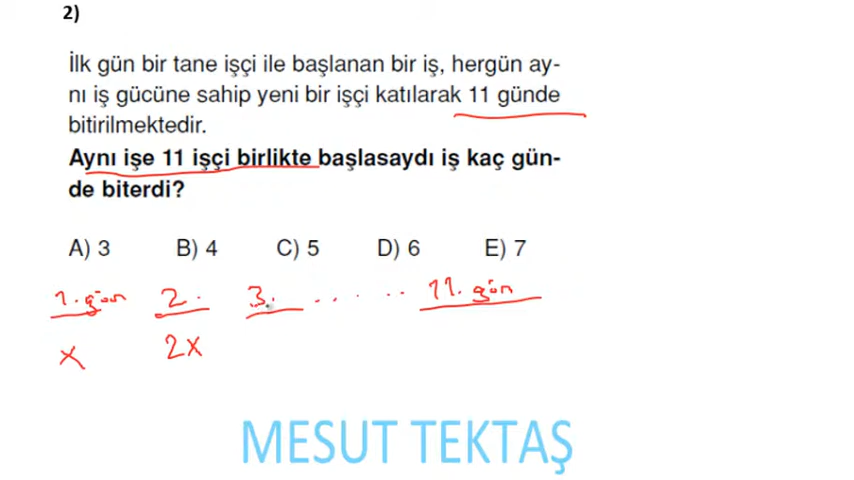 2)
İlk gün bir tane işçi ile başlanan bir iş, hergün ay-
nı iş gücüne sahip yeni bir işçi katılarak 11 günde
bitirilmektedir.
Aynı işe 11 işçi birlikte başlasaydı iş kaç gün-
de biterdi?
A) 3 B) 4 C) 5 D) 6 E) 7
1. gün 2. 3. . . . . . 11. gün
x 2x
MESUT TEKTAŞ